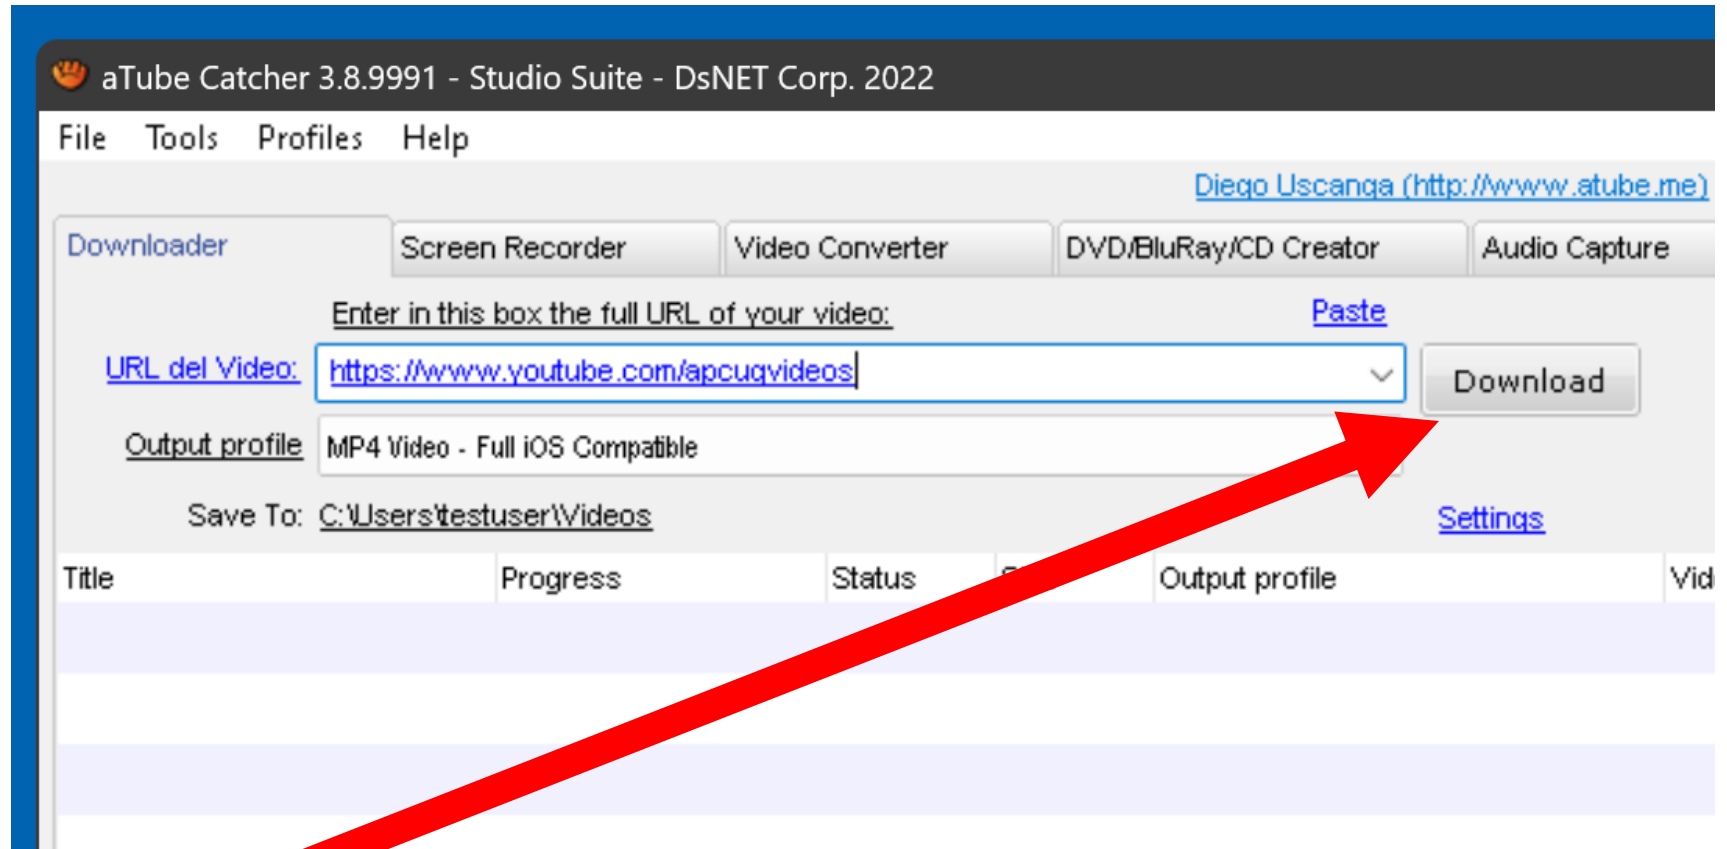 aTube Catcher 3.8.9991 - Studio Suite - DsNET Corp. 2022
File Tools Profiles Help
Diego Uscanga (http://www.atube.me)
Downloader Screen Recorder Video Converter DVD/BluRay/CD Creator Audio Capture
Enter in this box the full URL of your video: Paste
URL del Video: https://www.youtube.com/apcugvideos Download
Output profile MP4 Video - Full iOS Compatible
Save To: C:\Users\testuser\Videos Settings
Title Progress Status Output profile